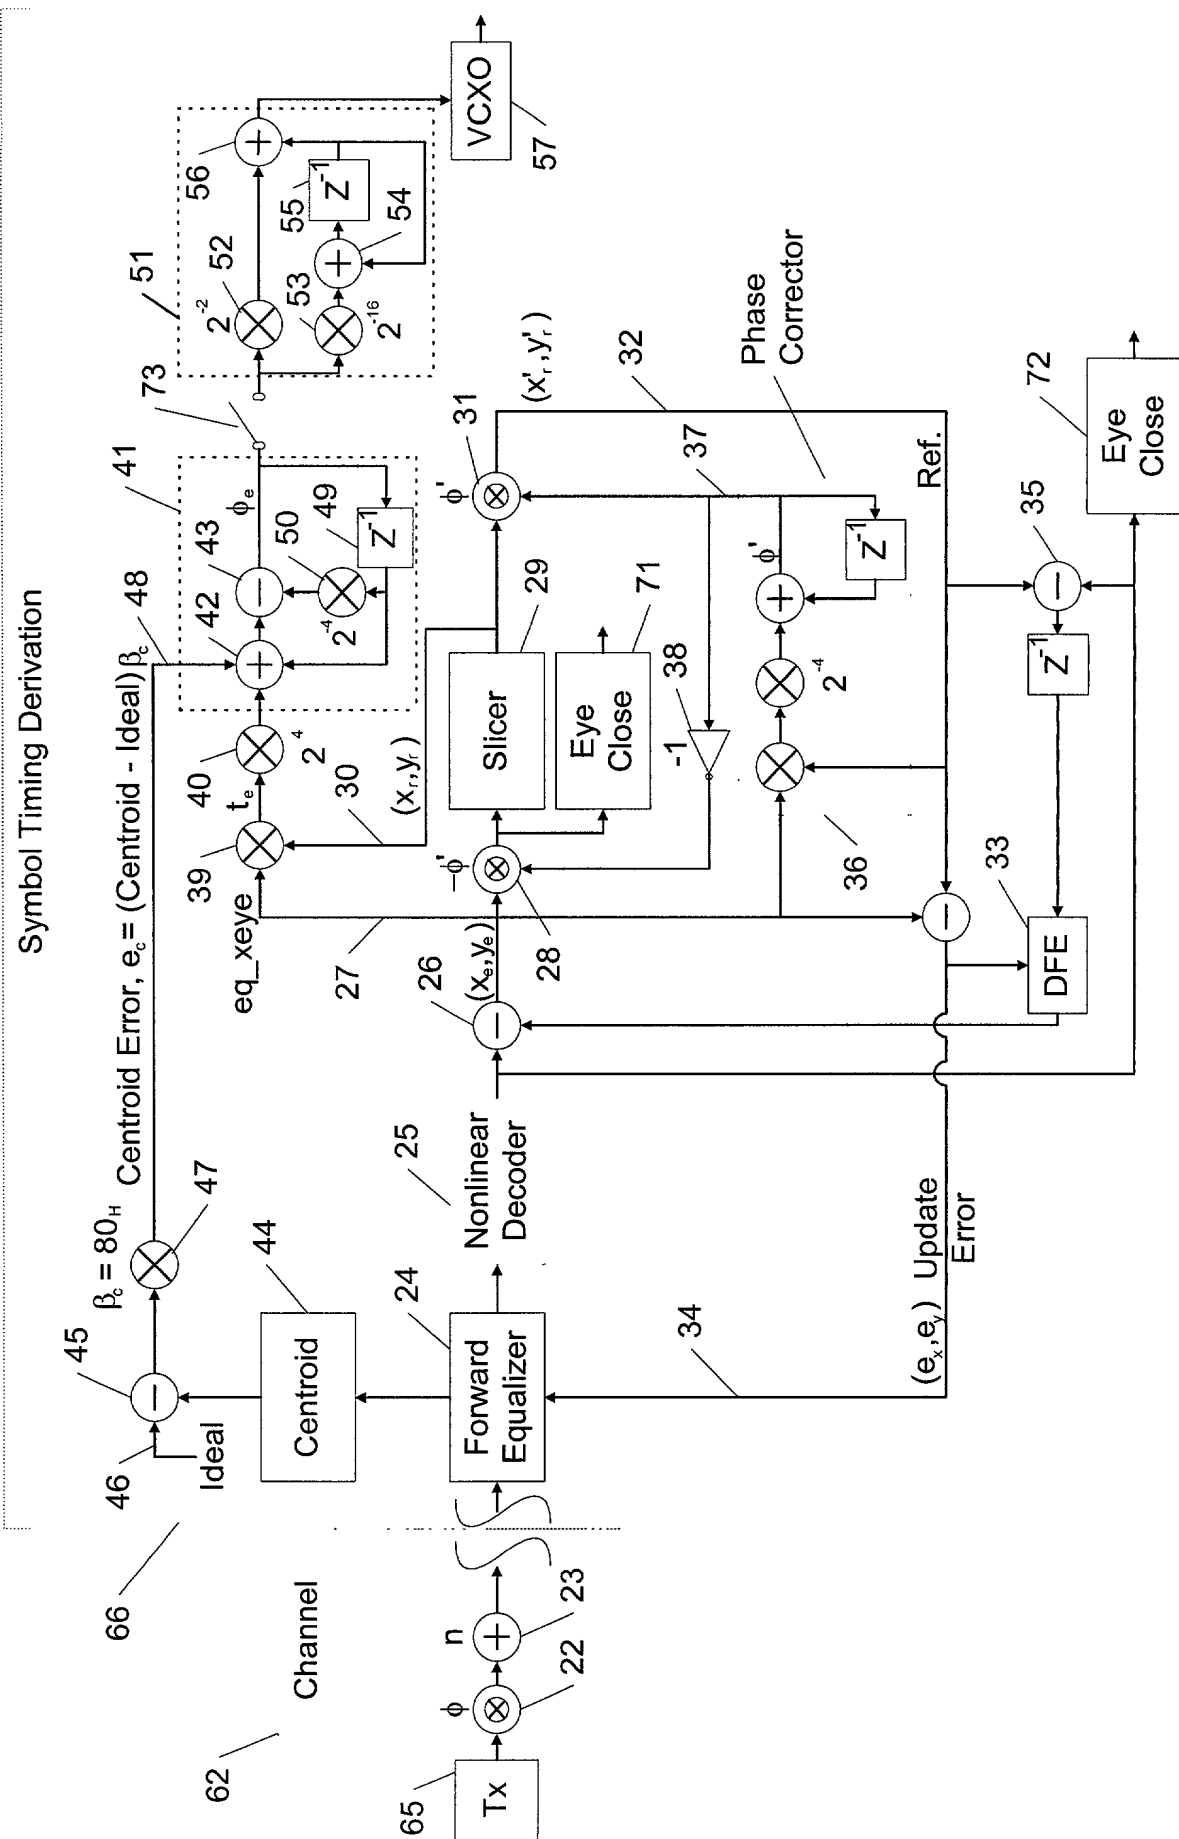 Symbol Timing Derivation
66
46
Ideal
45
β_c = 80_H
47
Centroid Error, e_c = (Centroid - Ideal)β_c
48
44
Centroid
62
Channel
65
Tx
ϕ
22
n
23
24
Forward
Equalizer
25
Nonlinear
Decoder
26
(x_e,y_e)
27
eq_xeye
28
-ϕ'
Slicer
29
Eye
Close
71
30
(x_r,y_r)
39
t_e
40
2^4
41
42
43
2^-4
50
49
Z^-1
ϕ_e
73
51
2^-2
52
53
2^-16
54
55
Z^-1
56
VCXO
57
ϕ'
31
(x'_r,y'_r)
32
-1
38
37
36
2^-4
ϕ'
Z^-1
Phase
Corrector
Ref.
33
DFE
Z^-1
35
72
Eye
Close
34
(e_x,e_y)
Update
Error